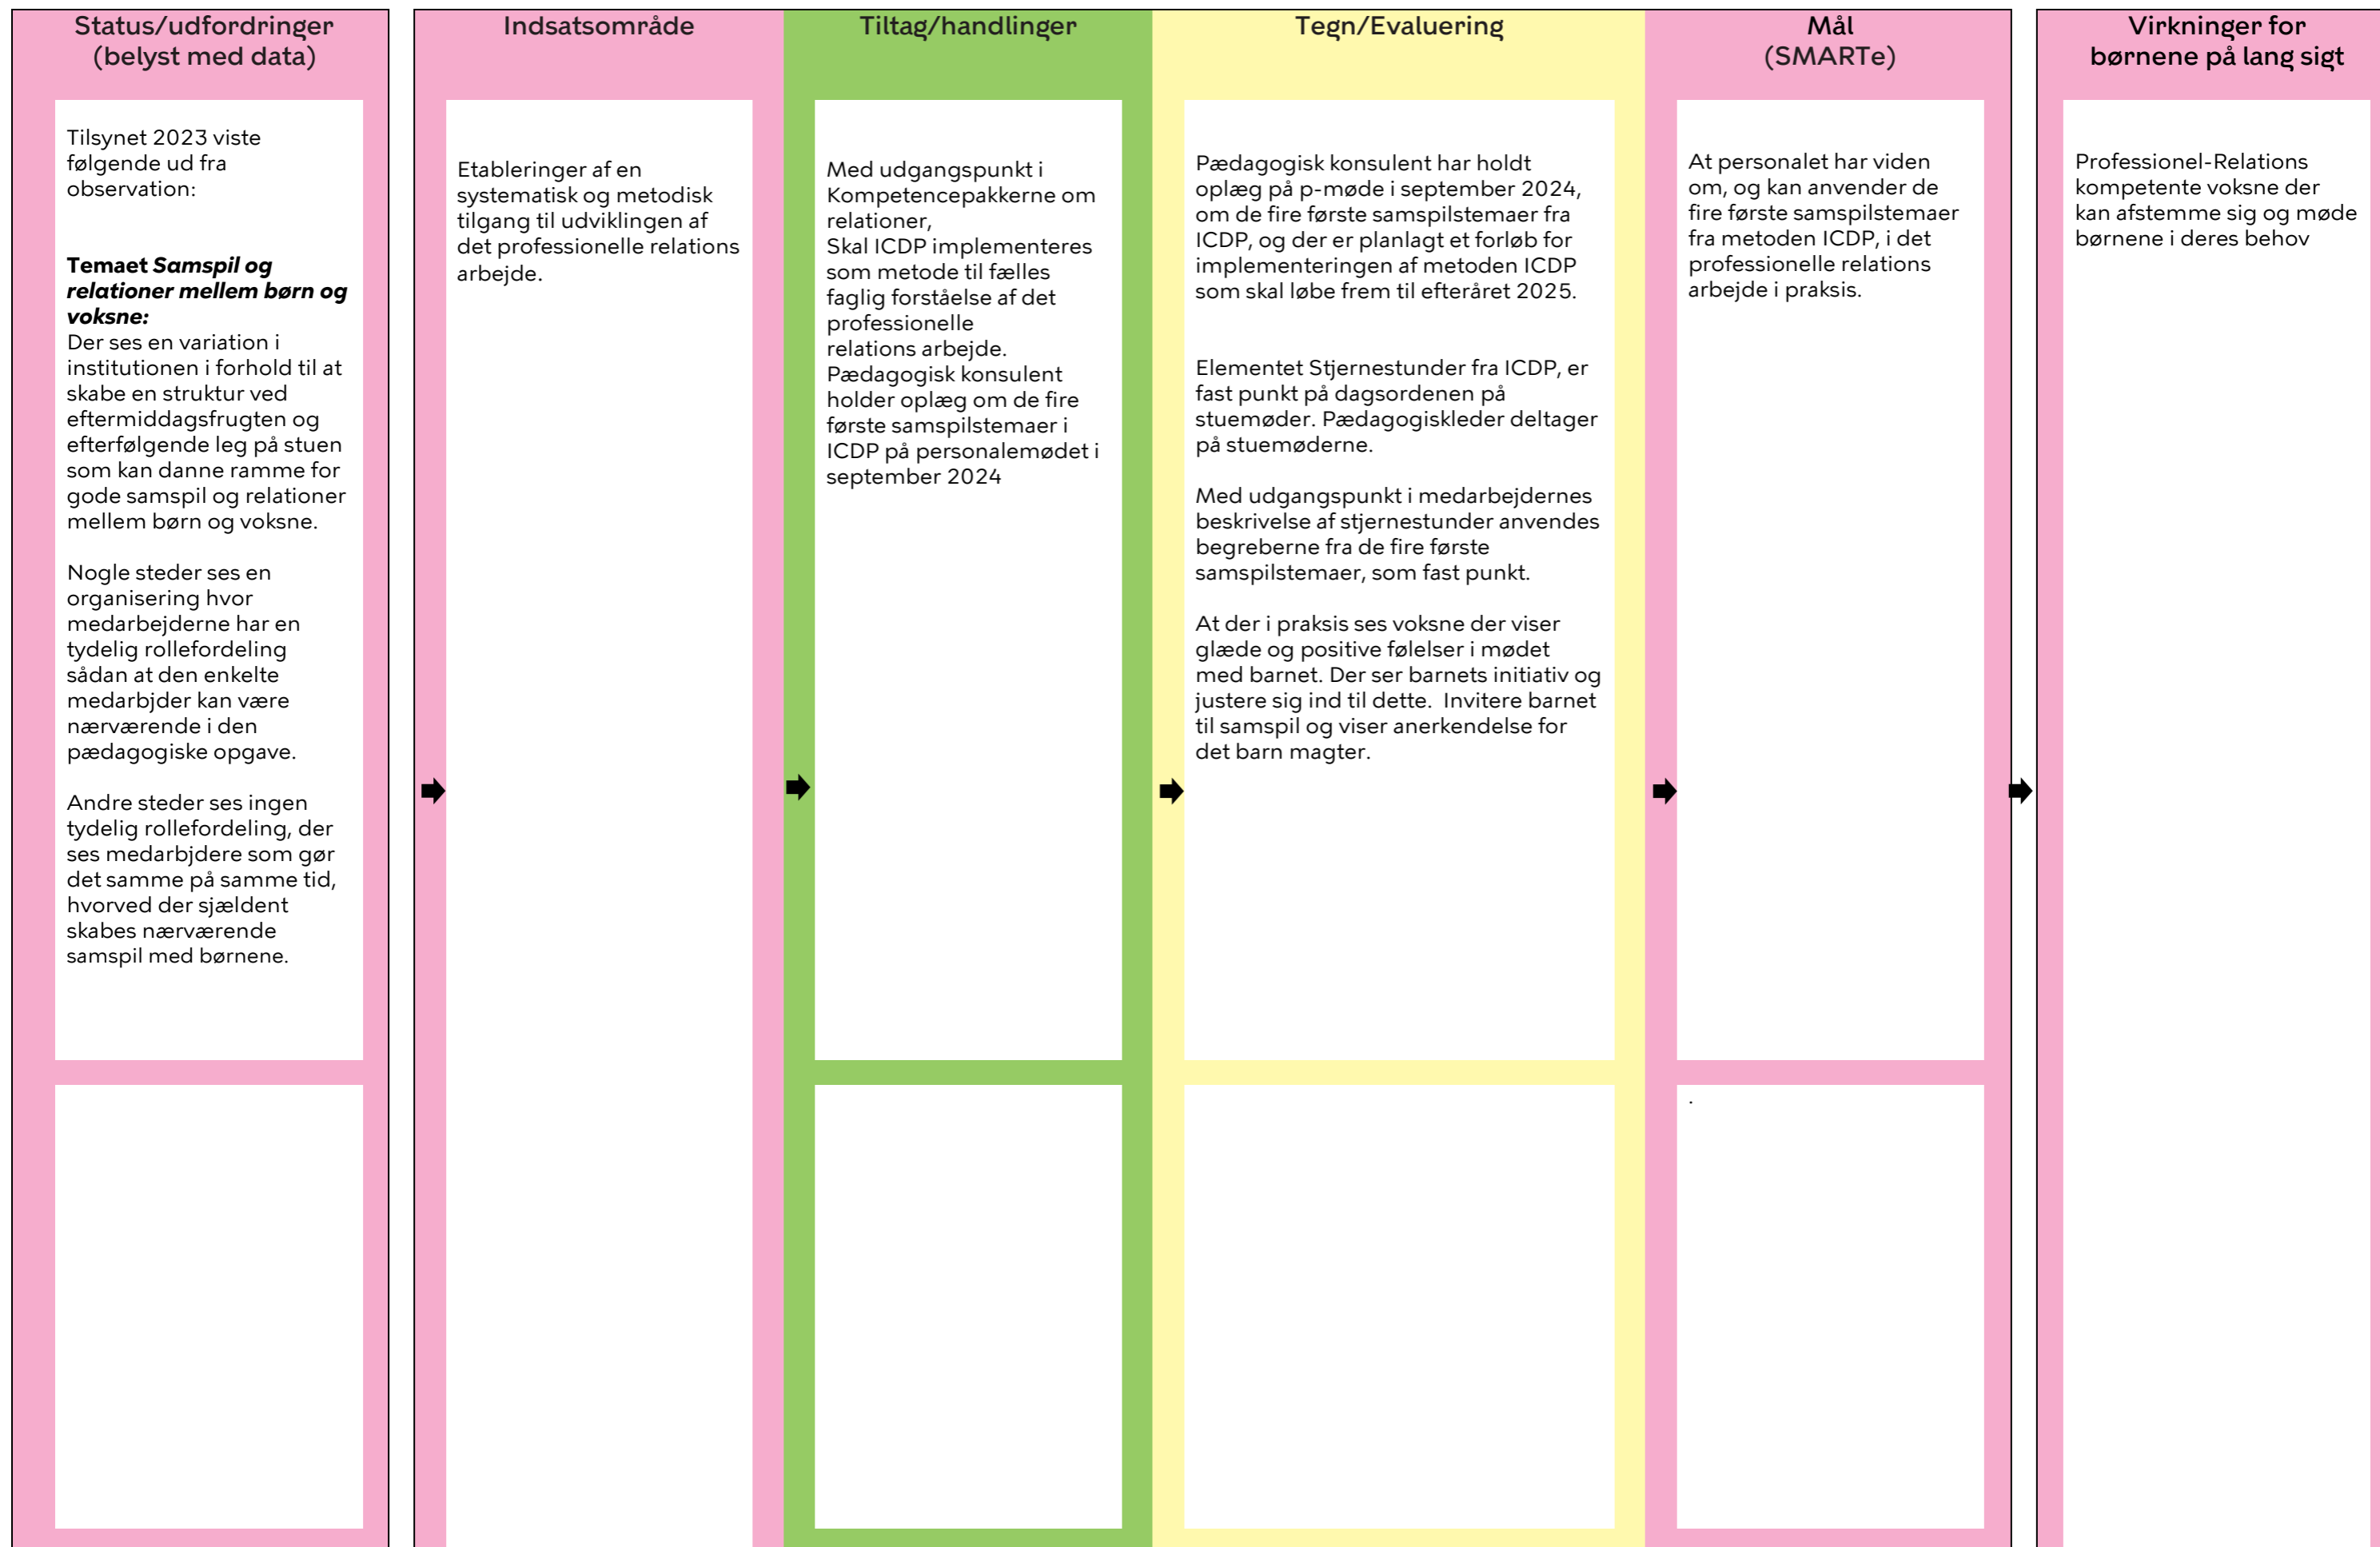 Status/udfordringer
(belyst med data)
Tilsynet 2023 viste
følgende ud fra
observation:
Temaet Samspil og
relationer mellem børn og
voksne:
Der ses en variation i
institutionen i forhold til at
skabe en struktur ved
eftermiddagsfrugten og
efterfølgende leg på stuen
som kan danne ramme for
gode samspil og relationer
mellem børn og voksne.
Nogle steder ses en
organisering hvor
medarbejderne har en
tydelig rollefordeling
sådan at den enkelte
medarbjder kan være
nærværende i den
pædagogiske opgave.
Andre steder ses ingen
tydelig rollefordeling, der
ses medarbjdere som gør
det samme på samme tid,
hvorved der sjældent
skabes nærværende
samspil med børnene.
Indsatsområde
Etableringer af en
systematisk og metodisk
tilgang til udviklingen af
det professionelle relations
arbejde.
Tiltag/handlinger
Med udgangspunkt i
Kompetencepakkerne om
relationer,
Skal ICDP implementeres
som metode til fælles
faglig forståelse af det
professionelle
relations arbejde.
Pædagogisk konsulent
holder oplæg om de fire
første samspilstemaer i
ICDP på personalemødet i
september 2024
Tegn/Evaluering
Pædagogisk konsulent har holdt
oplæg på p-møde i september 2024,
om de fire første samspilstemaer fra
ICDP, og der er planlagt et forløb for
implementeringen af metoden ICDP
som skal løbe frem til efteråret 2025.
Elementet Stjernestunder fra ICDP, er
fast punkt på dagsordenen på
stuemøder. Pædagogiskleder deltager
på stuemøderne.
Med udgangspunkt i medarbejdernes
beskrivelse af stjernestunder anvendes
begreberne fra de fire første
samspilstemaer, som fast punkt.
At der i praksis ses voksne der viser
glæde og positive følelser i mødet
med barnet. Der ser barnets initiativ og
justere sig ind til dette.  Invitere barnet
til samspil og viser anerkendelse for
det barn magter.
Mål
(SMARTe)
At personalet har viden
om, og kan anvender de
fire første samspilstemaer
fra metoden ICDP, i det
professionelle relations
arbejde i praksis.
.
Virkninger for
børnene på lang sigt
Professionel-Relations
kompetente voksne der
kan afstemme sig og møde
børnene i deres behov